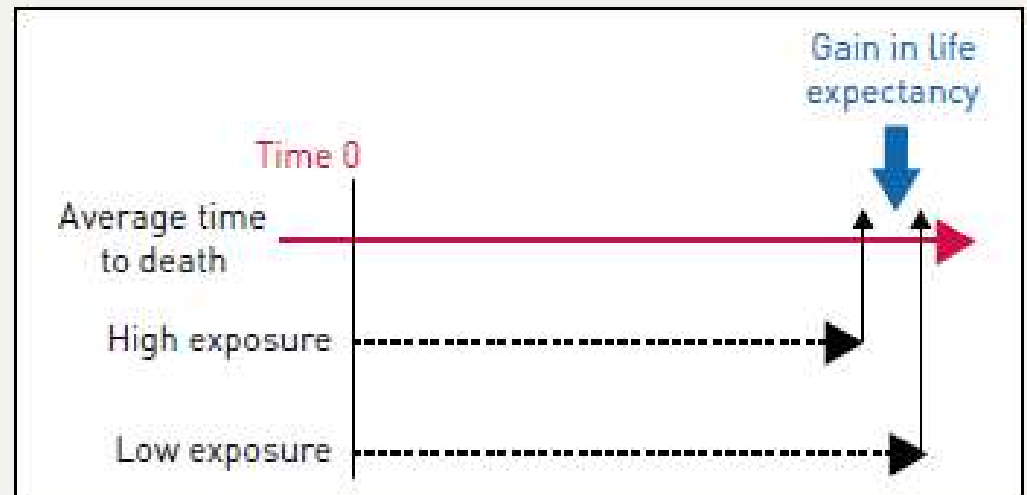 Gain in life
expectancy
Time 0
Average time
to death
High exposure
Low exposure